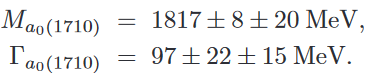 M_{a_0(1710)} = 1817 ± 8 ± 20 MeV,
Γ_{a_0(1710)} = 97 ± 22 ± 15 MeV.